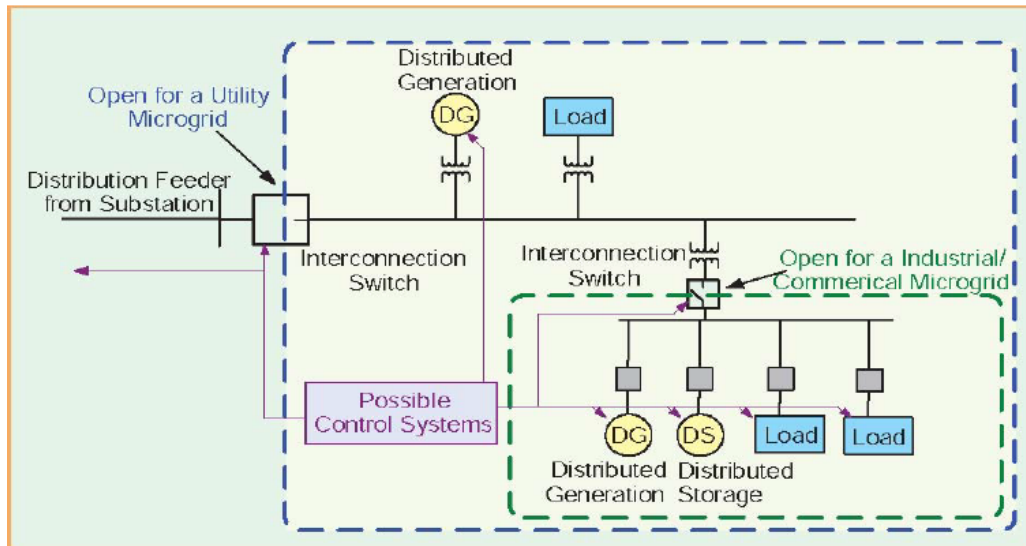 Distributed
Generation
DG
Load
Open for a Utility
Microgrid
Distribution Feeder
from Substation
Interconnection
Switch
Interconnection
Switch
Open for a Industrial/
Commerical Microgrid
Possible
Control Systems
DG
DS
Load
Load
Distributed
Generation
Distributed
Storage